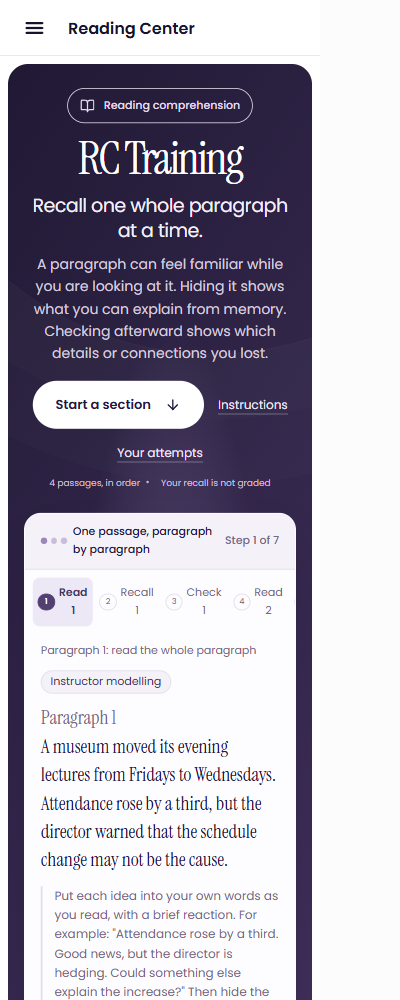 Reading Center
Reading comprehension
RC Training
Recall one whole paragraph
at a time.
A paragraph can feel familiar while
you are looking at it. Hiding it shows
what you can explain from memory.
Checking afterward shows which
details or connections you lost.
Start a section ↓ Instructions
Your attempts
4 passages, in order • Your recall is not graded
One passage, paragraph
by paragraph
Step 1 of 7
1 Read 1
2 Recall 1
3 Check 1
4 Read 2
Paragraph 1: read the whole paragraph
Instructor modelling
Paragraph 1
A museum moved its evening
lectures from Fridays to Wednesdays.
Attendance rose by a third, but the
director warned that the schedule
change may not be the cause.
Put each idea into your own words as
you read, with a brief reaction. For
example: "Attendance rose by a third.
Good news, but the director is
hedging. Could something else
explain the increase?" Then hide the